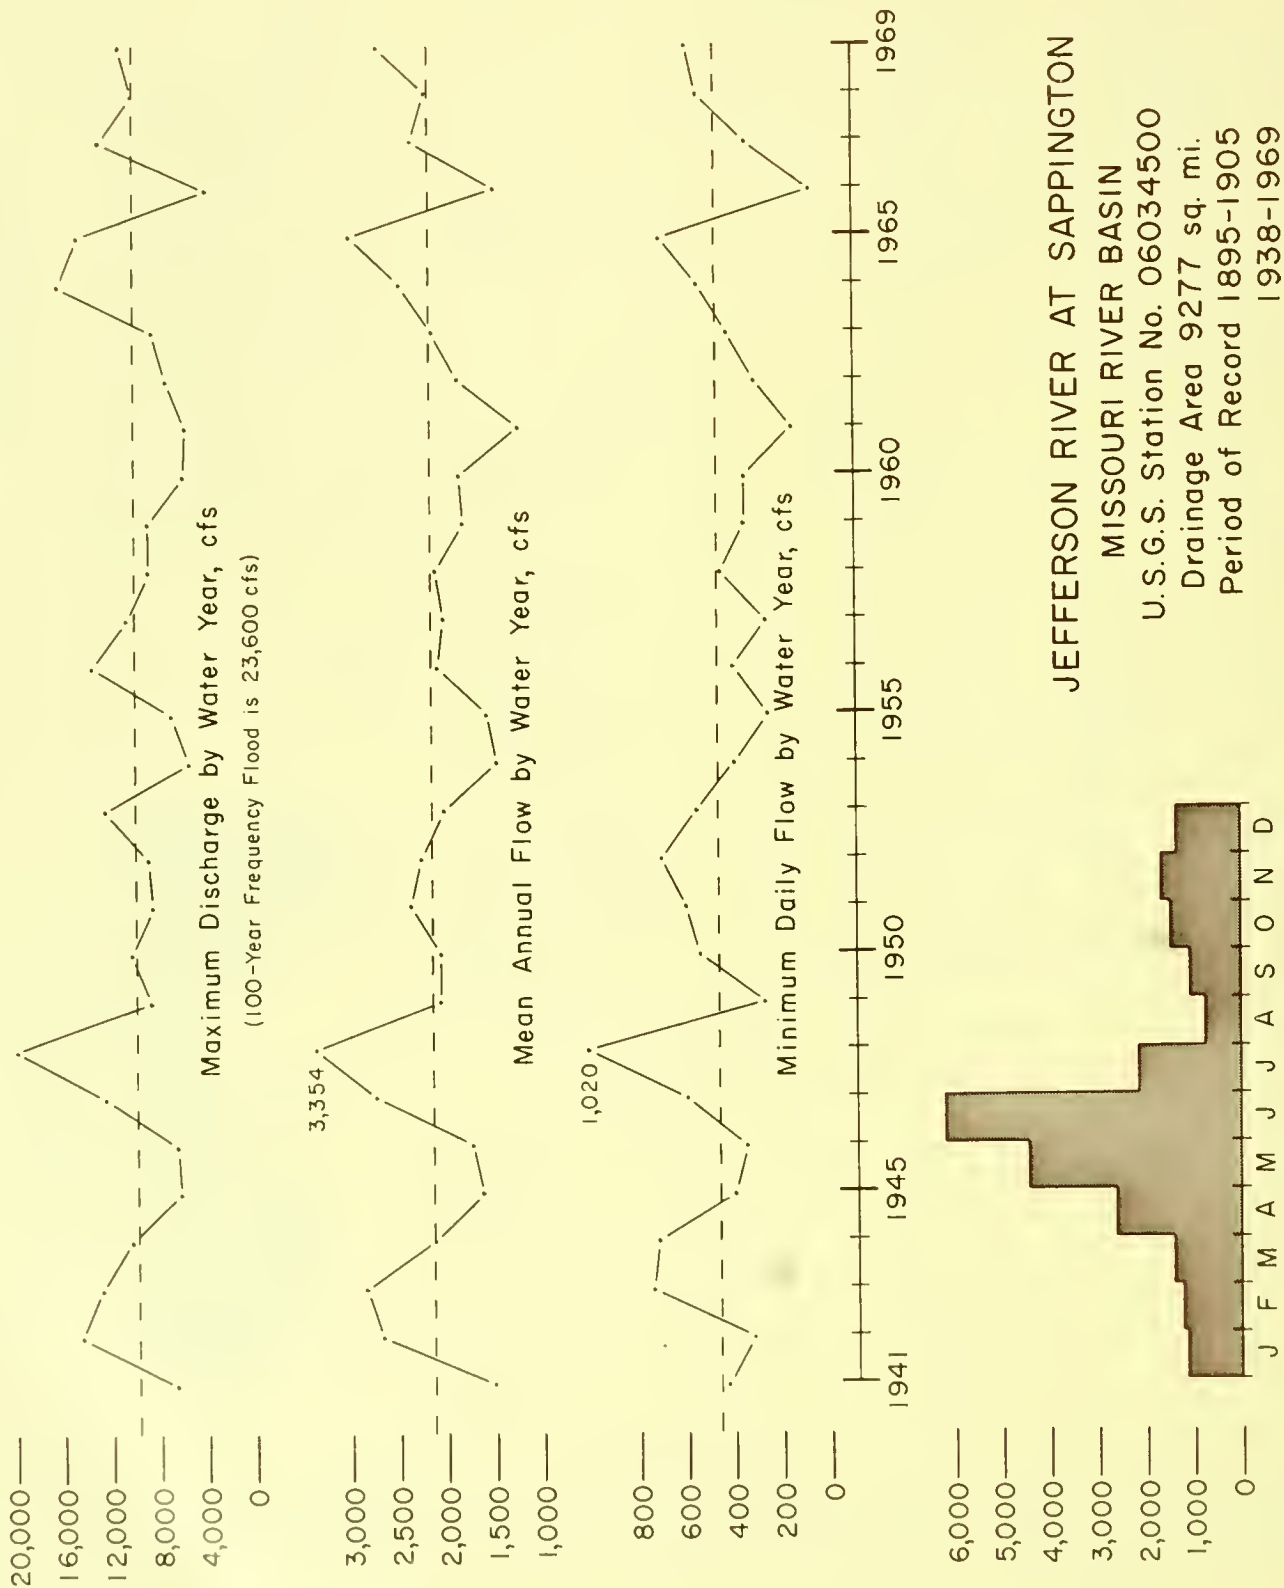 20,000
16,000
12,000
8,000
4,000
0
Maximum Discharge by Water Year, cfs
(100-Year Frequency Flood is 23,600 cfs)
3,000
2,500
2,000
1,500
1,000
3,354
Mean Annual Flow by Water Year, cfs
800
600
400
200
0
1,020
Minimum Daily Flow by Water Year, cfs
1941 1945 1950 1955 1960 1965 1969
6,000
5,000
4,000
3,000
2,000
1,000
0
J F M A M J J A S O N D
JEFFERSON RIVER AT SAPPINGTON
MISSOURI RIVER BASIN
U.S.G.S. Station No. 06034500
Drainage Area 9277 sq. mi.
Period of Record 1895-1905
1938-1969